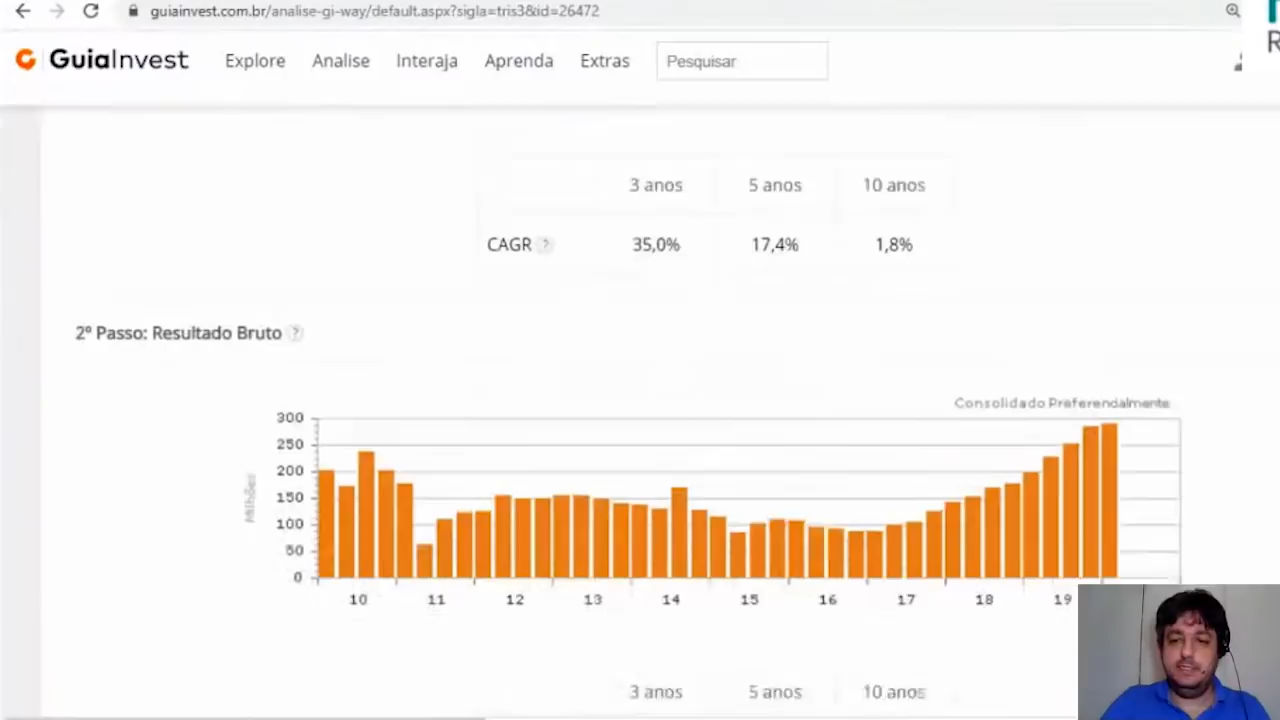 guiainvest.com.br/analise-gi-way/default.aspx?sigla=tris3&id=26472
GuiaInvest Explore Analise Interaja Aprenda Extras Pesquisar
3 anos 5 anos 10 anos
CAGR ? 35,0% 17,4% 1,8%
2º Passo: Resultado Bruto ?
Consolidado Preferencialmente
300
250
200
150
100
50
0
Milhões
10 11 12 13 14 15 16 17 18 19
3 anos 5 anos 10 anos